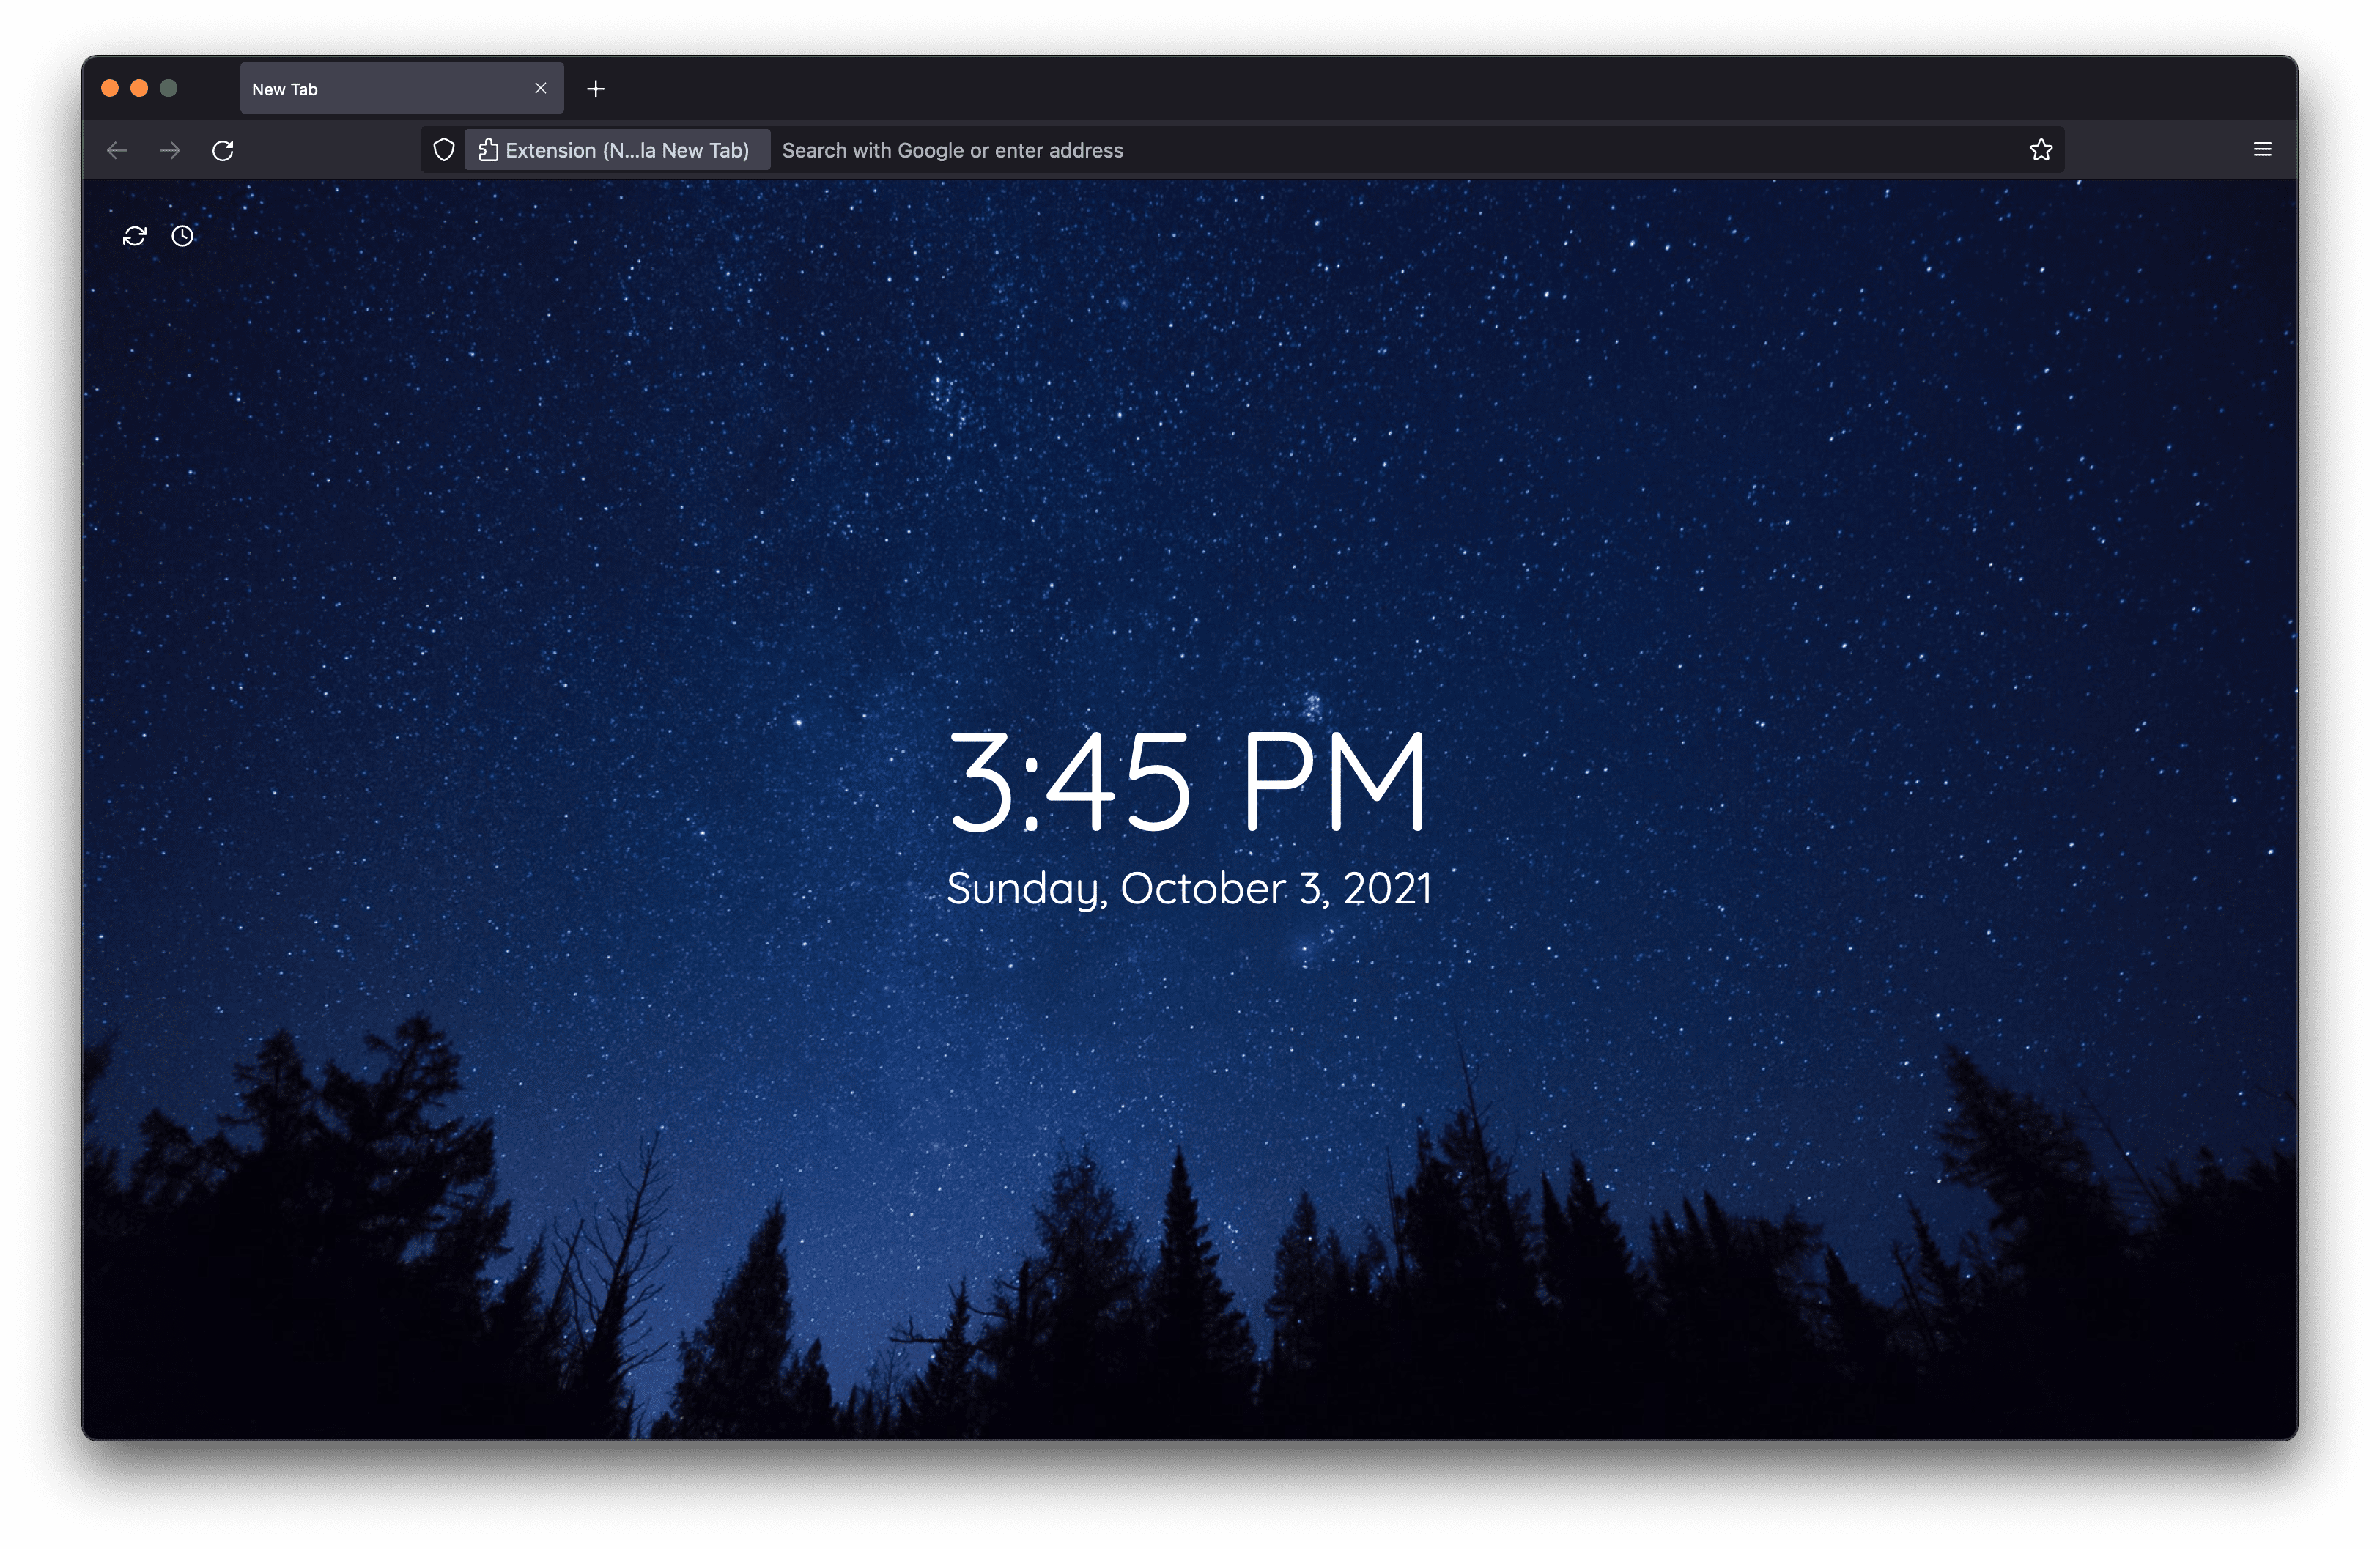 New Tab
Extension (N...la New Tab) Search with Google or enter address
3:45 PM
Sunday, October 3, 2021